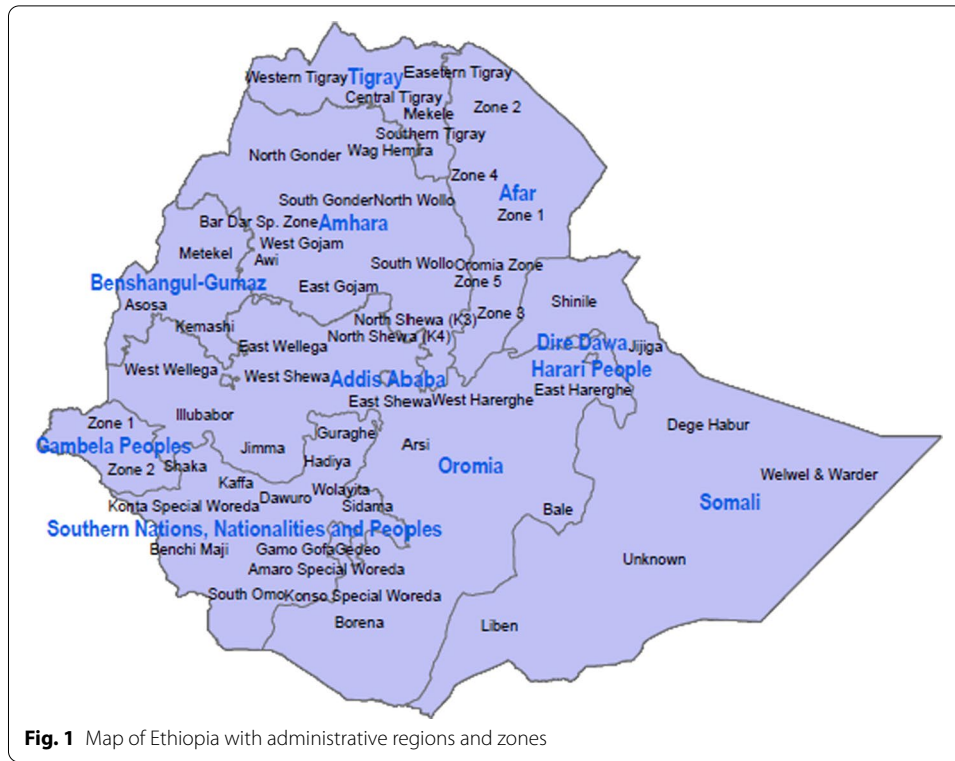 Western Tigray Tigray Easetern Tigray
Central Tigray
Zone 2
Mekele
Southern Tigray
Wag Hemira
North Gonder
Zone 4
Afar
South Gonder North Wollo
Zone 1
Bar Dar Sp. Zone Amhara
West Gojam
Metekel
Awi
South Wollo Oromia Zone
Benshangul-Gumaz
East Gojam
Zone 5
Shinile
Asosa
Zone 3
North Shewa (K3)
Kemashi
North Shewa (K4)
Dire Dawa
East Wellega
Jijiga
West Wellega
Harari People
West Shewa
Addis Ababa
East Harerghe
East Shewa West Harerghe
Illubabor
Zone 1
Dege Habur
Guraghe
Gambela Peoples
Jimma
Arsi
Hadiya
Oromia
Zone 2
Shaka
Welwel & Warder
Kaffa
Wolayita
Dawuro
Somali
Konta Special Woreda
Sidama
Bale
Southern Nations, Nationalities and Peoples
Benchi Maji
Gamo Gofa Gedeo
Unknown
Amaro Special Woreda
South Omo Konso Special Woreda
Borena
Liben
Fig. 1 Map of Ethiopia with administrative regions and zones